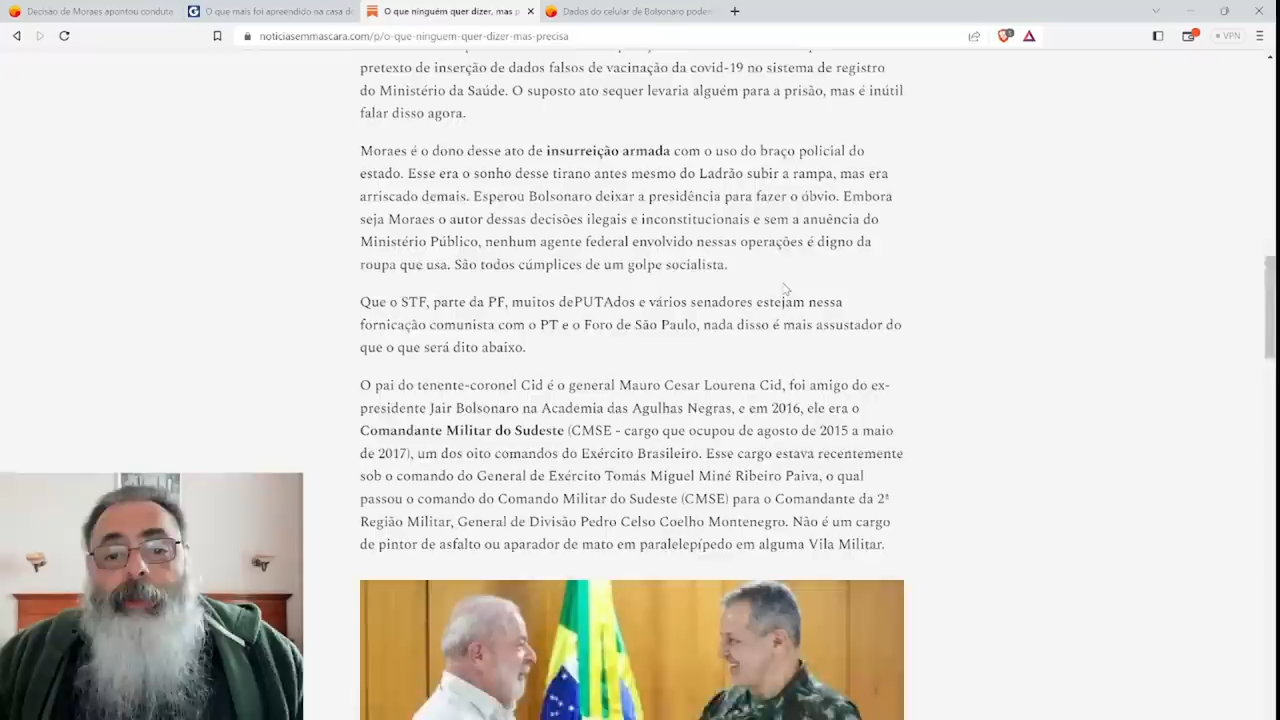 Decisão de Moraes apontou conduta
O que mais foi apreendido na casa d
O que ninguém quer dizer, mas p
Dados do celular de Bolsonaro poder
noticiasemmascara.com/p/o-que-ninguem-quer-dizer-mas-precisa
VPN
pretexto de inserção de dados falsos de vacinação da covid-19 no sistema de registro
do Ministério da Saúde. O suposto ato sequer levaria alguém para a prisão, mas é inútil
falar disso agora.
Moraes é o dono desse ato de insurreição armada com o uso do braço policial do
estado. Esse era o sonho desse tirano antes mesmo do Ladrão subir a rampa, mas era
arriscado demais. Esperou Bolsonaro deixar a presidência para fazer o óbvio. Embora
seja Moraes o autor dessas decisões ilegais e inconstitucionais e sem a anuência do
Ministério Público, nenhum agente federal envolvido nessas operações é digno da
roupa que usa. São todos cúmplices de um golpe socialista.
Que o STF, parte da PF, muitos dePUTAdos e vários senadores estejam nessa
fornicação comunista com o PT e o Foro de São Paulo, nada disso é mais assustador do
que o que será dito abaixo.
O pai do tenente-coronel Cid é o general Mauro Cesar Lourena Cid, foi amigo do ex-
presidente Jair Bolsonaro na Academia das Agulhas Negras, e em 2016, ele era o
Comandante Militar do Sudeste (CMSE - cargo que ocupou de agosto de 2015 a maio
de 2017), um dos oito comandos do Exército Brasileiro. Esse cargo estava recentemente
sob o comando do General de Exército Tomás Miguel Miné Ribeiro Paiva, o qual
passou o comando do Comando Militar do Sudeste (CMSE) para o Comandante da 2ª
Região Militar, General de Divisão Pedro Celso Coelho Montenegro. Não é um cargo
de pintor de asfalto ou aparador de mato em paralelepípedo em alguma Vila Militar.